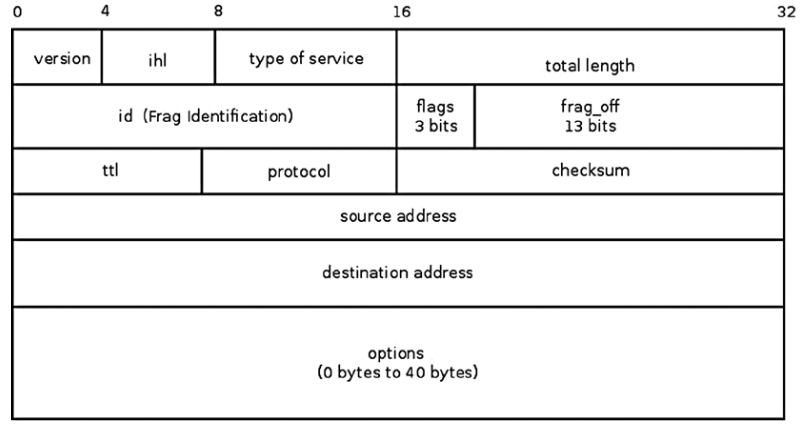 0 4 8 16 32
version ihl type of service total length
id (Frag Identification) flags
3 bits frag_off
13 bits
ttl protocol checksum
source address
destination address
options
(0 bytes to 40 bytes)